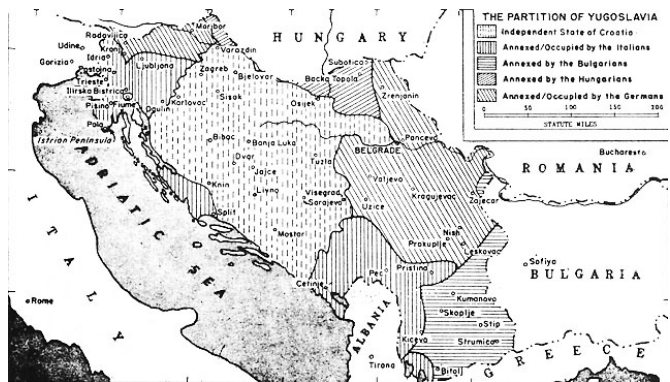 THE PARTITION OF YUGOSLAVIA
Independent State of Croatia
Annexed/Occupied by the Italians
Annexed by the Bulgarians
Annexed by the Hungarians
Annexed/Occupied by the Germans
0 50 100 150 200
STATUTE MILES
HUNGARY
Maribor
Radovljica
Varazdin
Udine
Kranj
Subotica
Gorizia
Idria
Ljubljana
Zagreb
Bjelovar
Backa Topola
Postojna
Trieste
Ilirska Bistrica
Sisak
Osijek
Zrenjanin
Pisino
Fiume
Karlovac
Pola
Istrian Peninsula
Bihac
Banja Luka
BELGRADE
Pancevo
Bucharest
Dvor
Tuzla
ROMANIA
Jajce
Valjevo
Knin
Livno
Visegrad
Kragujevac
Zajecar
Sarajevo
Uzice
Split
ADRIATIC SEA
Mostar
Nish
Prokuplje
Leskovac
Sofiya
BULGARIA
ITALY
Pec
Pristina
Cetinje
Rome
Kumanovo
Skoplje
Stip
ALBANIA
Kicevo
Strumica
Tirana
Bitolj
GREECE